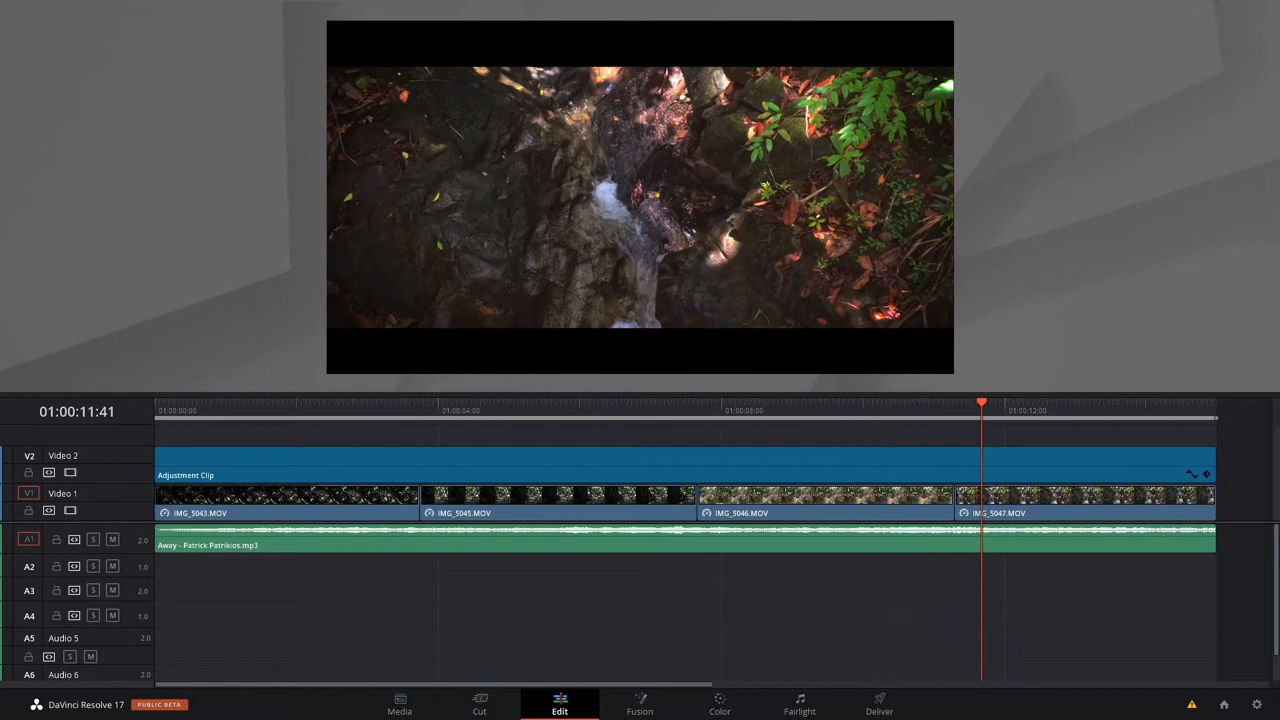 01:00:11:41
01:00:00:00
01:00:04:00
01:00:08:00
01:00:12:00
V2 Video 2
Adjustment Clip
V1 Video 1
IMG_5043.MOV
IMG_5045.MOV
IMG_5046.MOV
IMG_5047.MOV
A1 S M 2.0
Away - Patrick Patrikios.mp3
A2 S M 1.0
A3 S M 2.0
A4 S M 1.0
A5 Audio 5 2.0
S M
A6 Audio 6 2.0
DaVinci Resolve 17 PUBLIC BETA
Media
Cut
Edit
Fusion
Color
Fairlight
Deliver